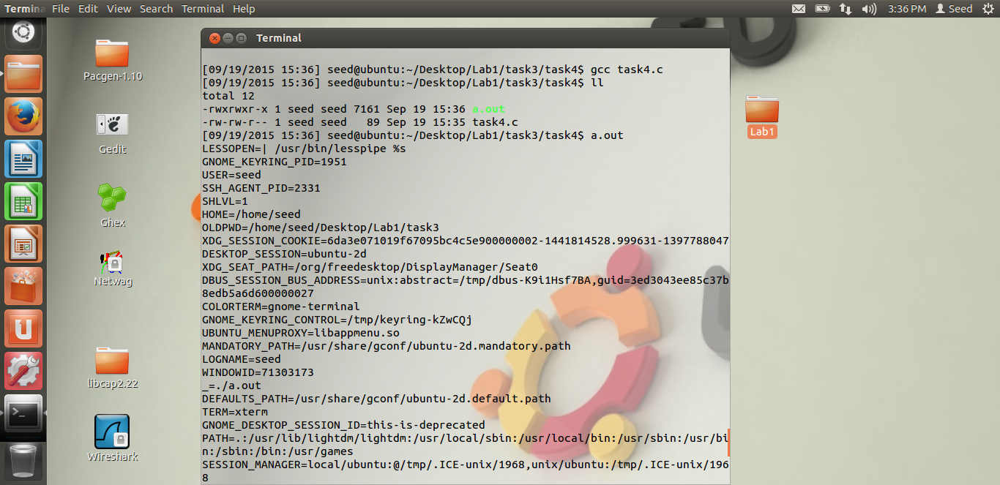 Termina File Edit View Search Terminal Help 3:36 PM Seed
Pacgen-1.10
Gedit
Ghex
Netwag
libcap2.22
Wireshark
Lab1
Terminal
[09/19/2015 15:36] seed@ubuntu:~/Desktop/Lab1/task3/task4$ gcc task4.c
[09/19/2015 15:36] seed@ubuntu:~/Desktop/Lab1/task3/task4$ ll
total 12
-rwxrwxr-x 1 seed seed 7161 Sep 19 15:36 a.out
-rw-rw-r-- 1 seed seed   89 Sep 19 15:35 task4.c
[09/19/2015 15:36] seed@ubuntu:~/Desktop/Lab1/task3/task4$ a.out
LESSOPEN=| /usr/bin/lesspipe %s
GNOME_KEYRING_PID=1951
USER=seed
SSH_AGENT_PID=2331
SHLVL=1
HOME=/home/seed
OLDPWD=/home/seed/Desktop/Lab1/task3
XDG_SESSION_COOKIE=6da3e071019f67095bc4c5e900000002-1441814528.999631-1397788047
DESKTOP_SESSION=ubuntu-2d
XDG_SEAT_PATH=/org/freedesktop/DisplayManager/Seat0
DBUS_SESSION_BUS_ADDRESS=unix:abstract=/tmp/dbus-K9i1Hsf7BA,guid=3ed3043ee85c37b
8edb5a6d600000027
COLORTERM=gnome-terminal
GNOME_KEYRING_CONTROL=/tmp/keyring-kZwCQj
UBUNTU_MENUPROXY=libappmenu.so
MANDATORY_PATH=/usr/share/gconf/ubuntu-2d.mandatory.path
LOGNAME=seed
WINDOWID=71303173
_=./a.out
DEFAULTS_PATH=/usr/share/gconf/ubuntu-2d.default.path
TERM=xterm
GNOME_DESKTOP_SESSION_ID=this-is-deprecated
PATH=.:/usr/lib/lightdm/lightdm:/usr/local/sbin:/usr/local/bin:/usr/sbin:/usr/bi
n:/sbin:/bin:/usr/games
SESSION_MANAGER=local/ubuntu:@/tmp/.ICE-unix/1968,unix/ubuntu:/tmp/.ICE-unix/196
8